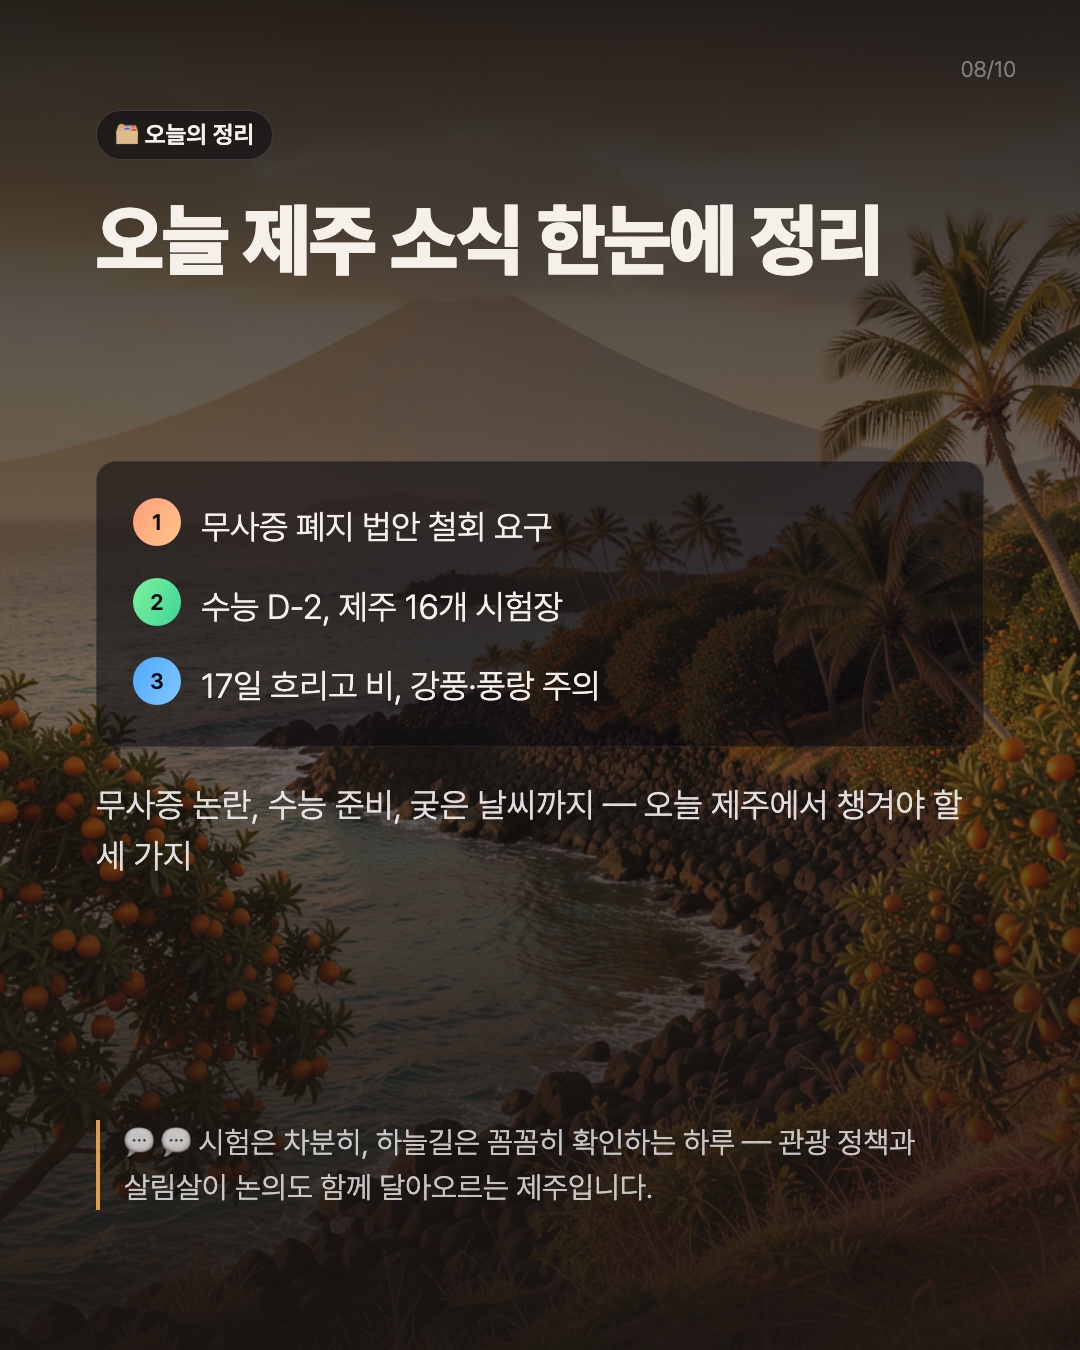 08/10
오늘의 정리
오늘 제주 소식 한눈에 정리
1 무사증 폐지 법안 철회 요구
2 수능 D-2, 제주 16개 시험장
3 17일 흐리고 비, 강풍·풍랑 주의
무사증 논란, 수능 준비, 궂은 날씨까지 — 오늘 제주에서 챙겨야 할
세 가지
💬💬 시험은 차분히, 하늘길은 꼼꼼히 확인하는 하루 — 관광 정책과
살림살이 논의도 함께 달아오르는 제주입니다.